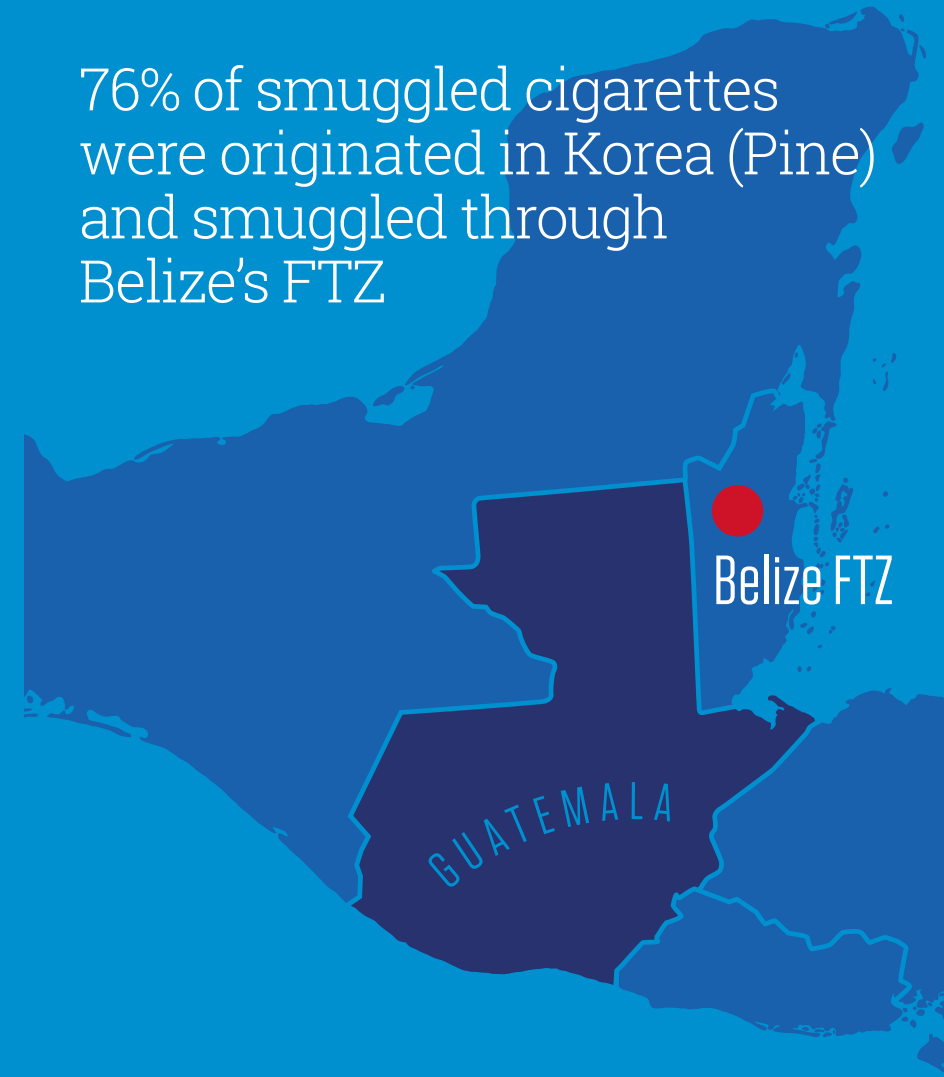 76% of smuggled cigarettes
were originated in Korea (Pine)
and smuggled through
Belize’s FTZ
Belize FTZ
GUATEMALA